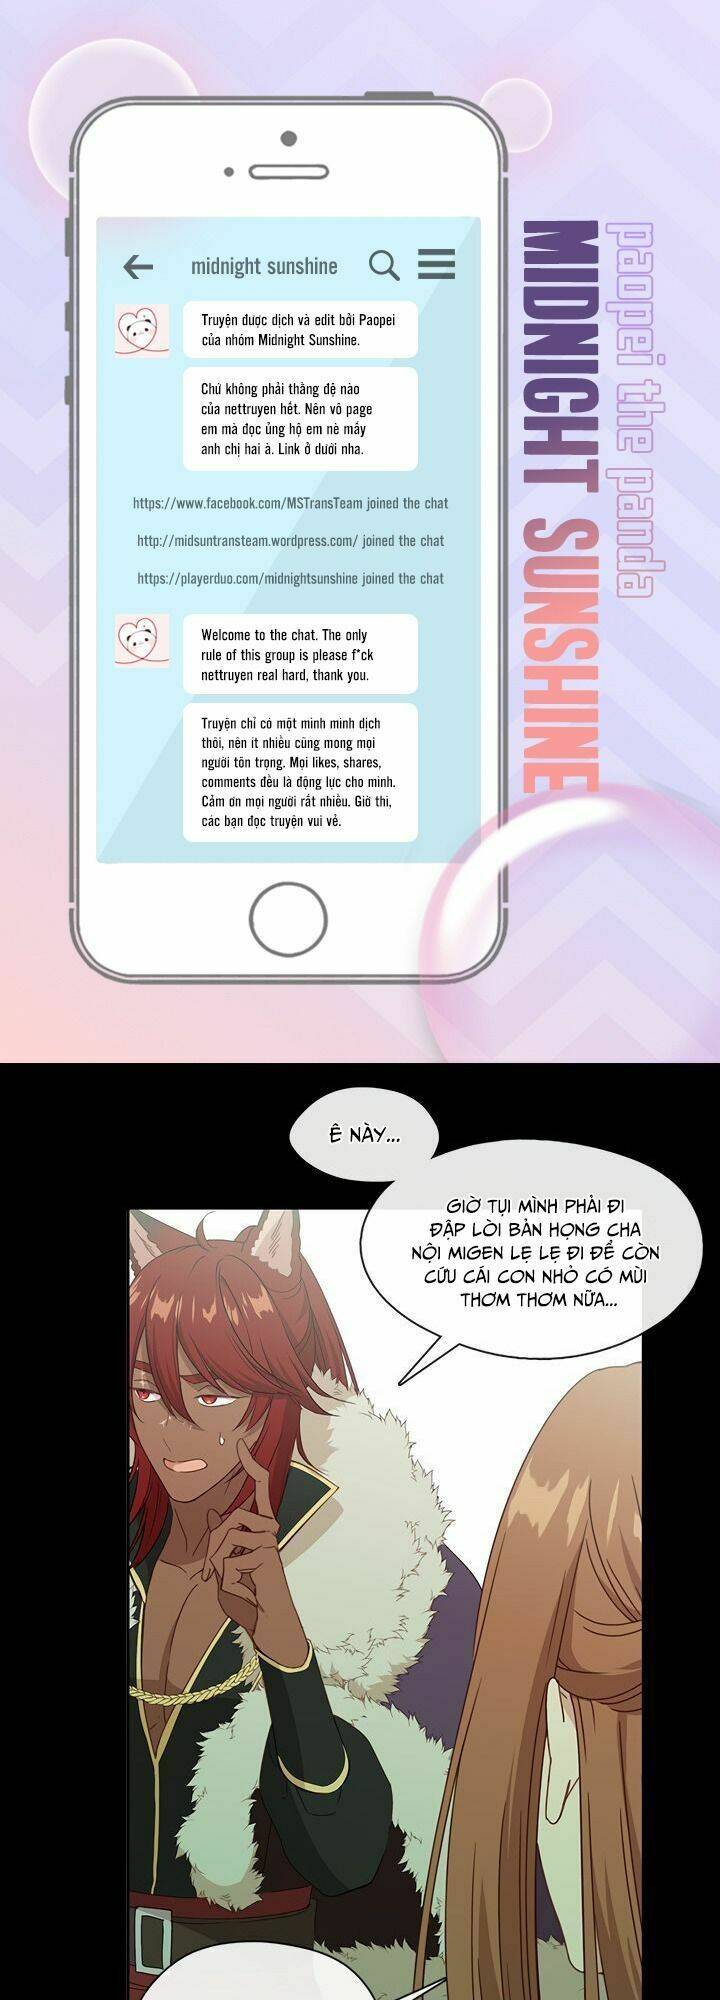 midnight sunshine
Truyện được dịch và edit bởi Paopei
của nhóm Midnight Sunshine.
Chứ không phải thằng đệ nào
của nettruyen hết. Nên vô page
em mà đọc ủng hộ em nè mấy
anh chị hai à. Link ở dưới nha.
https://www.facebook.com/MSTransTeam joined the chat
http://midsuntransteam.wordpress.com/ joined the chat
https://playerduo.com/midnightsunshine joined the chat
Welcome to the chat. The only
rule of this group is please f*ck
nettruyen real hard, thank you.
Truyện chỉ có một mình mình dịch
thôi, nên ít nhiều cũng mong mọi
người tôn trọng. Mọi likes, shares,
comments đều là động lực cho mình.
Cảm ơn mọi người rất nhiều. Giờ thi,
các bạn đọc truyện vui vẻ.
paopei the panda
MIDNIGHT SUNSHINE
Ê NÀY...
GIỜ TỤI MÌNH PHẢI ĐI
ĐẬP LÒI BẢN HỌNG CHA
NỘI MIGEN LẸ LẸ ĐI ĐỂ CÒN
CỨU CÁI CON NHỎ CÓ MÙI
THƠM THƠM NỮA...